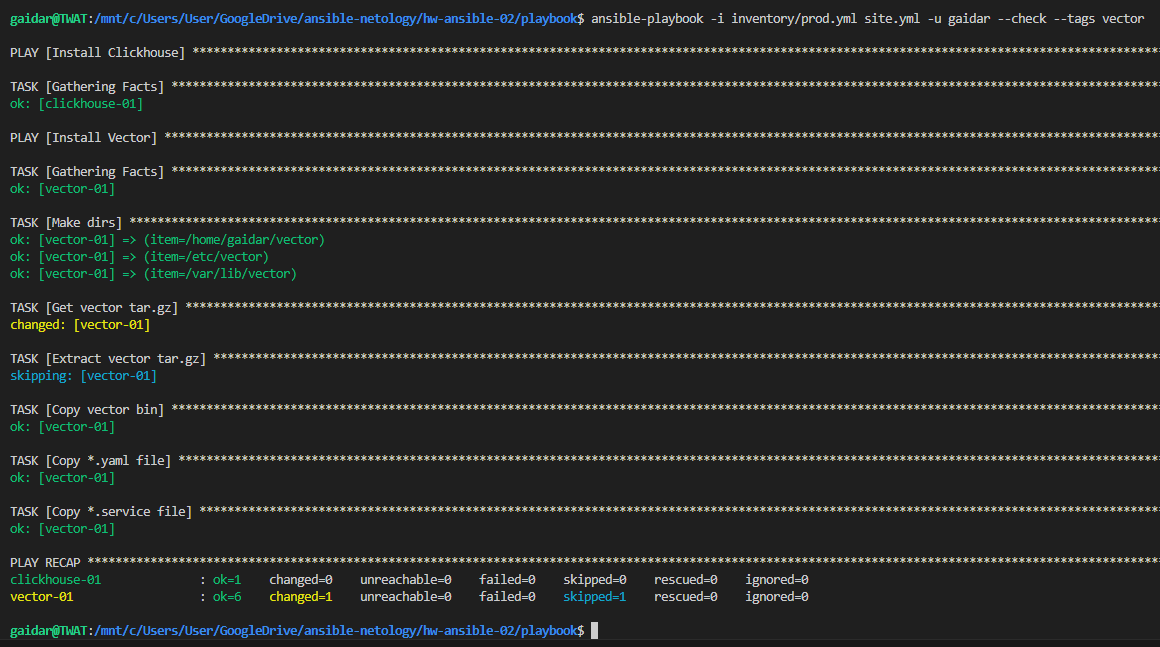 gaidar@TWAT:/mnt/c/Users/User/GoogleDrive/ansible-netology/hw-ansible-02/playbook$ ansible-playbook -i inventory/prod.yml site.yml -u gaidar --check --tags vector
PLAY [Install Clickhouse] ******************************************************************************************************************************************
TASK [Gathering Facts] *********************************************************************************************************************************************
ok: [clickhouse-01]
PLAY [Install Vector] **********************************************************************************************************************************************
TASK [Gathering Facts] *********************************************************************************************************************************************
ok: [vector-01]
TASK [Make dirs] ***************************************************************************************************************************************************
ok: [vector-01] => (item=/home/gaidar/vector)
ok: [vector-01] => (item=/etc/vector)
ok: [vector-01] => (item=/var/lib/vector)
TASK [Get vector tar.gz] *******************************************************************************************************************************************
changed: [vector-01]
TASK [Extract vector tar.gz] ***************************************************************************************************************************************
skipping: [vector-01]
TASK [Copy vector bin] *********************************************************************************************************************************************
ok: [vector-01]
TASK [Copy *.yaml file] ********************************************************************************************************************************************
ok: [vector-01]
TASK [Copy *.service file] *****************************************************************************************************************************************
ok: [vector-01]
PLAY RECAP *********************************************************************************************************************************************************
clickhouse-01 : ok=1 changed=0 unreachable=0 failed=0 skipped=0 rescued=0 ignored=0
vector-01 : ok=6 changed=1 unreachable=0 failed=0 skipped=1 rescued=0 ignored=0
gaidar@TWAT:/mnt/c/Users/User/GoogleDrive/ansible-netology/hw-ansible-02/playbook$